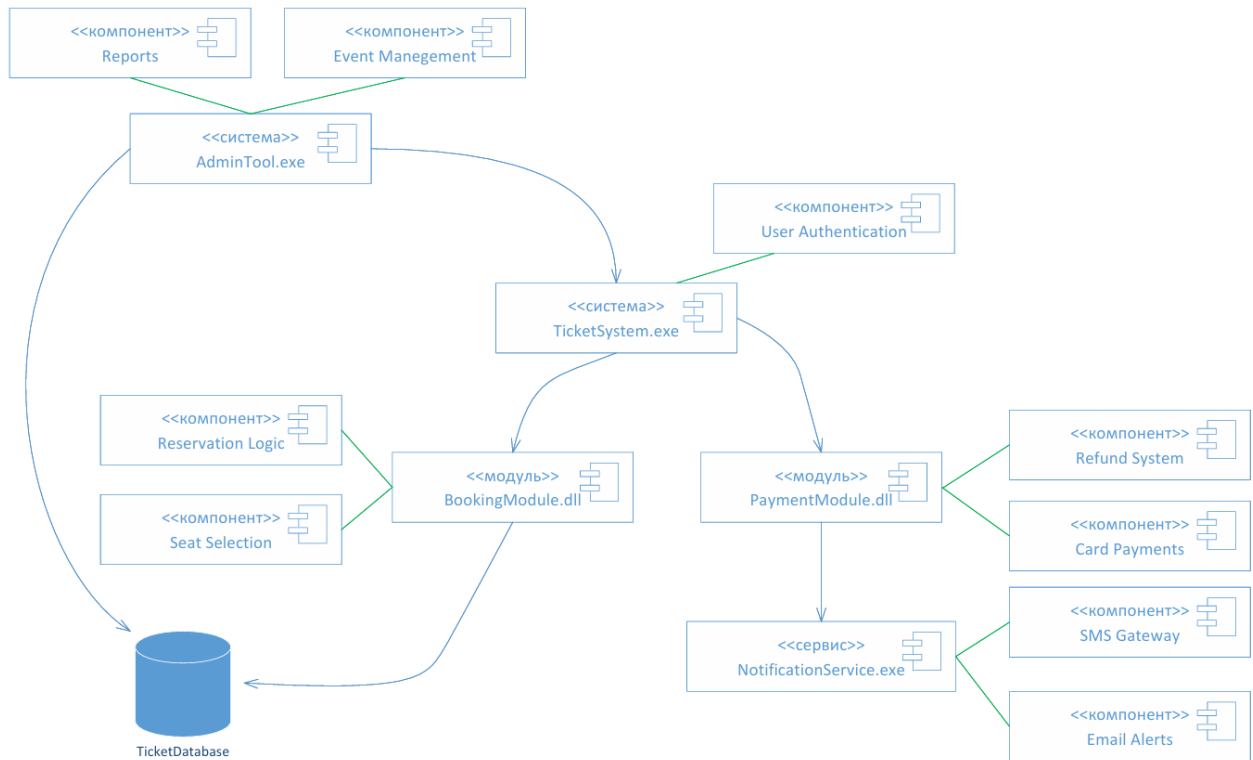 <<компонент>>
Reports
<<компонент>>
Event Manegement
<<система>>
AdminTool.exe
<<компонент>>
User Authentication
<<система>>
TicketSystem.exe
<<компонент>>
Reservation Logic
<<модуль>>
BookingModule.dll
<<модуль>>
PaymentModule.dll
<<компонент>>
Refund System
<<компонент>>
Seat Selection
<<компонент>>
Card Payments
<<сервис>>
NotificationService.exe
<<компонент>>
SMS Gateway
<<компонент>>
Email Alerts
TicketDatabase